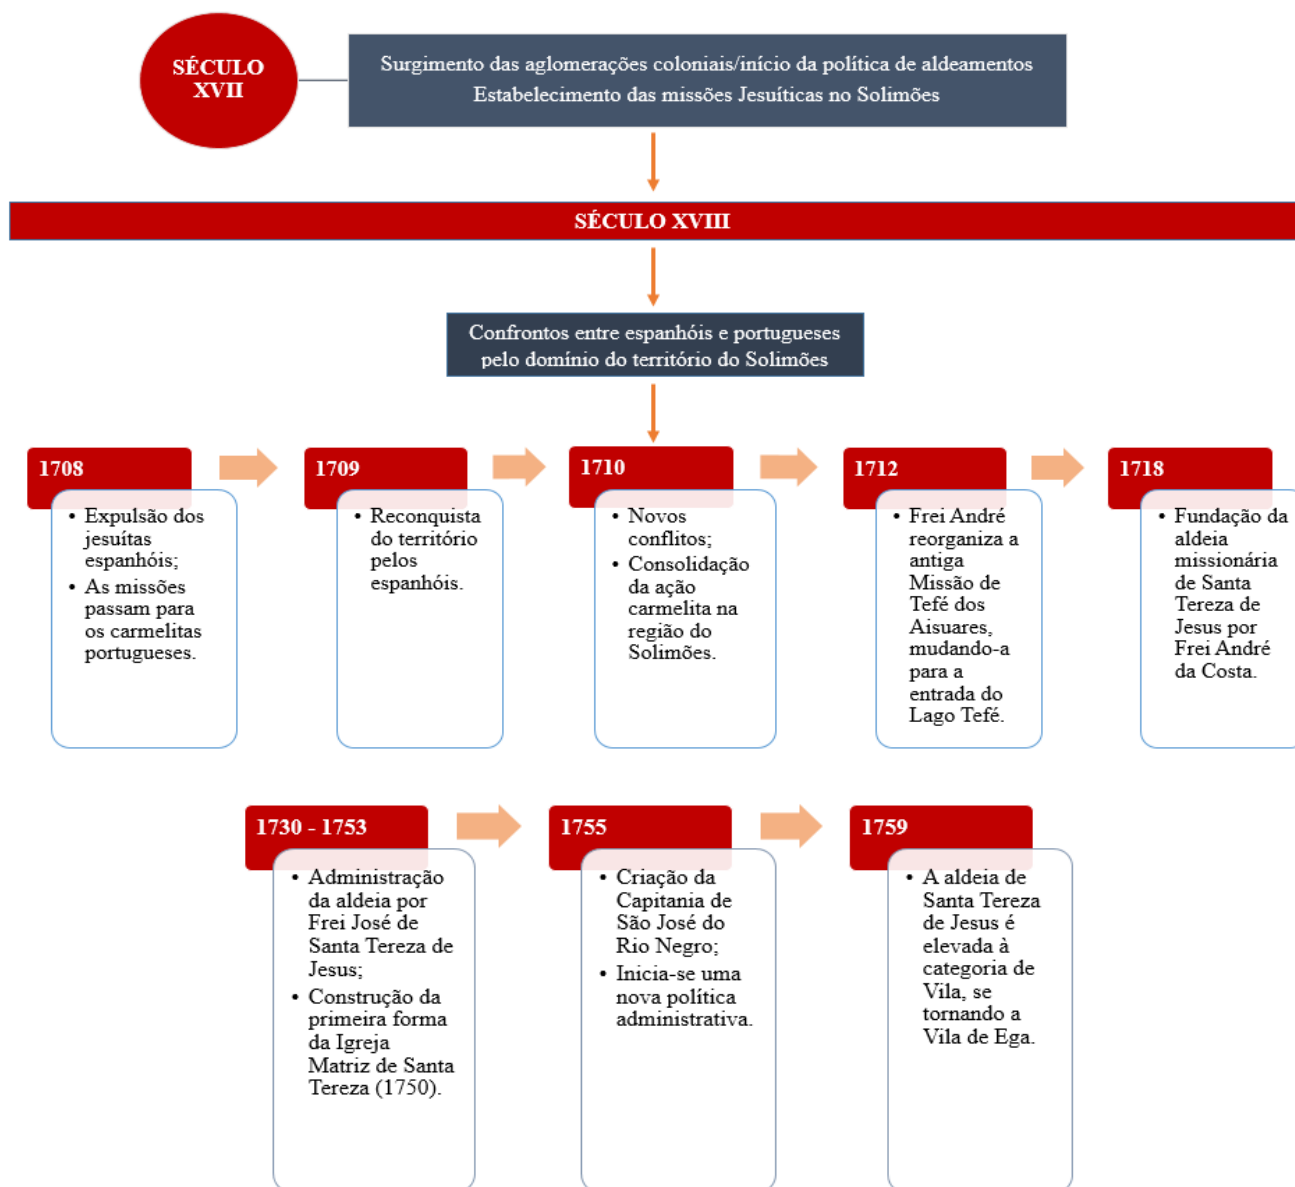 SÉCULO
XVII
Surgimento das aglomerações coloniais/início da política de aldeamentos
Estabelecimento das missões Jesuíticas no Solimões
SÉCULO XVIII
Confrontos entre espanhóis e portugueses
pelo domínio do território do Solimões
1708
• Expulsão dos
jesuítas
espanhóis;
• As missões
passam para
os carmelitas
portugueses.
1709
• Reconquista
do território
pelos
espanhóis.
1710
• Novos
conflitos;
• Consolidação
da ação
carmelita na
região do
Solimões.
1712
• Frei André
reorganiza a
antiga
Missão de
Tefé dos
Aisuares,
mudando-a
para a
entrada do
Lago Tefé.
1718
• Fundação da
aldeia
missionária
de Santa
Tereza de
Jesus por
Frei André
da Costa.
1730 - 1753
• Administração
da aldeia por
Frei José de
Santa Tereza de
Jesus;
• Construção da
primeira forma
da Igreja
Matriz de Santa
Tereza (1750).
1755
• Criação da
Capitania de
São José do
Rio Negro;
• Inicia-se uma
nova política
administrativa.
1759
• A aldeia de
Santa Tereza
de Jesus é
elevada à
categoria de
Vila, se
tornando a
Vila de Ega.